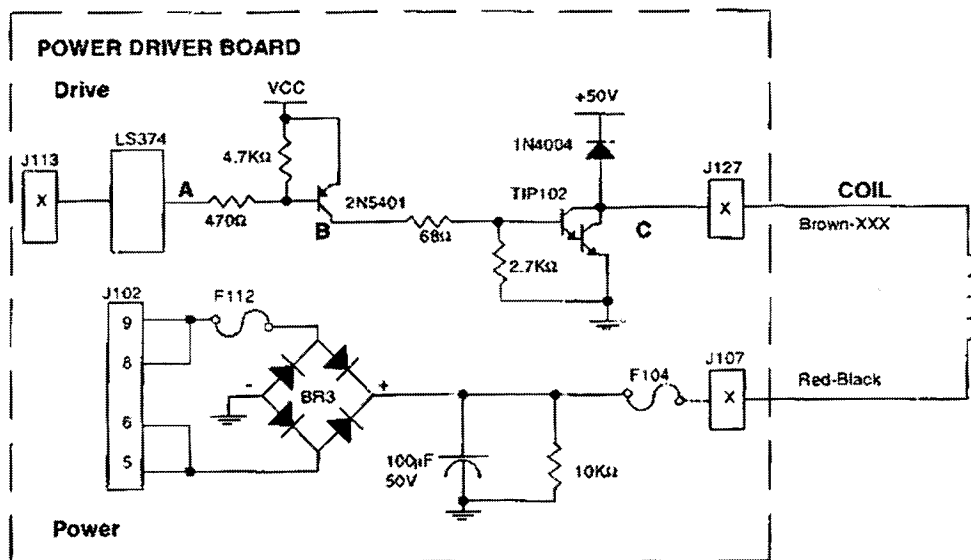 POWER DRIVER BOARD
Drive
VCC
+50V
LS374
1N4004
J113
4.7KΩ
J127
X
A
2N5401
TIP102
X
COIL
470Ω
B
68Ω
C
Brown-XXX
2.7KΩ
J102
F112
9
8
6
5
-
BR3
+
F104
J107
X
Red-Black
100µF
50V
10KΩ
Power